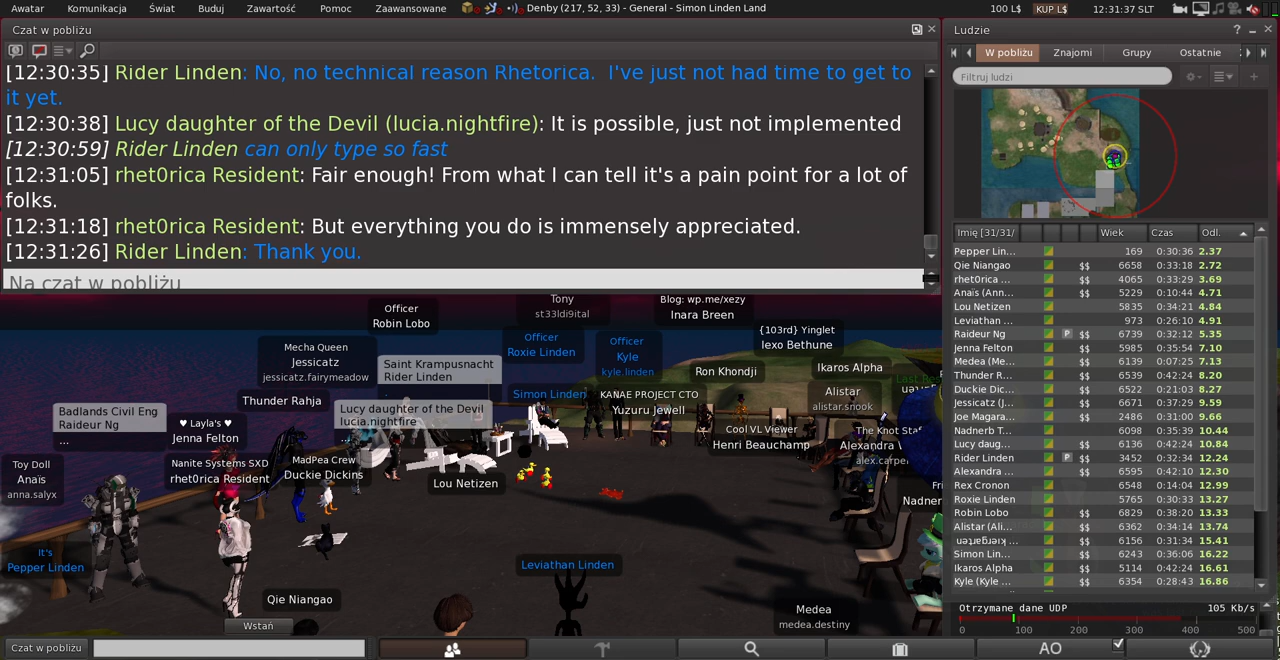 Awatar Komunikacja Świat Buduj Zawartość Pomoc Zaawansowane Denby (217, 52, 33) - General - Simon Linden Land 100 L$ KUP L$ 12:31:37 SLT
Czat w pobliżu
[12:30:35] Rider Linden: No, no technical reason Rhetorica. I've just not had time to get to
it yet.
[12:30:38] Lucy daughter of the Devil (lucia.nightfire): It is possible, just not implemented
[12:30:59] Rider Linden can only type so fast
[12:31:05] rhet0rica Resident: Fair enough! From what I can tell it's a pain point for a lot of
folks.
[12:31:18] rhet0rica Resident: But everything you do is immensely appreciated.
[12:31:26] Rider Linden: Thank you.
Na czat w pobliżu
Officer
Robin Lobo
Tony
st33ldi9ital
Blog: wp.me/xezy
Inara Breen
Mecha Queen
Jessicatz
jessicatz.fairymeadow
Saint Krampusnacht
Rider Linden
Officer
Roxie Linden
Officer
Kyle
kyle.linden
{103rd} Yinglet
Iexo Bethune
Ron Khondji
Ikaros Alpha
Thunder Rahja
Simon Linden
KANAE PROJECT CTO
Yuzuru Jewell
Alistar
alistar.snook
Badlands Civil Eng
Raideur Ng
...
♥ Layla's ♥
Jenna Felton
Lucy daughter of the Devil
lucia.nightfire
...
Cool VL Viewer
Henri Beauchamp
The Knot Staf
Alexandra
alex.carper
Toy Doll
Anaïs
anna.salyx
Nanite Systems SXD
rhet0rica Resident
MadPea Crew
Duckie Dickins
Lou Netizen
Nadner
It's
Pepper Linden
Leviathan Linden
Qie Niangao
Medea
medea.destiny
Wstań
Czat w pobliżu
AO
Ludzie
W pobliżu Znajomi Grupy Ostatnie
Filtruj ludzi
Imię [31/31/ Wiek Czas Odl.
Pepper Lin... 169 0:30:36 2.37
Qie Niangao $$ 6658 0:33:18 2.72
rhet0rica ... $$ 4065 0:33:29 3.69
Anaïs (Ann... $$ 5229 0:10:44 4.71
Lou Netizen 5835 0:34:21 4.84
Leviathan ... 973 0:26:10 4.91
Raideur Ng P $$ 6739 0:32:12 5.35
Jenna Felton $$ 5985 0:35:54 7.10
Medea (Me... $$ 6139 0:07:25 7.13
Thunder R... $$ 6539 0:42:24 8.20
Duckie Dic... $$ 6522 0:21:03 8.27
Jessicatz (J... $$ 6671 0:37:29 9.59
Joe Magara... $$ 2486 0:31:00 9.66
Nadnerb T... 6098 0:35:39 10.44
Lucy daug... $$ 6136 0:42:24 10.84
Rider Linden P $$ 3452 0:32:34 12.24
Alexandra ... $$ 6595 0:42:10 12.30
Rex Cronon 6548 0:14:04 12.99
Roxie Linden 5765 0:30:33 13.27
Robin Lobo $$ 6829 0:38:20 13.33
Alistar (Ali... $$ 6362 0:34:14 13.74
$$ 6156 0:31:34 15.41
Simon Lin... $$ 6243 0:36:06 16.22
Ikaros Alpha $$ 5114 0:42:24 16.61
Kyle (Kyle ... $$ 6354 0:28:43 16.86
Otrzymane dane UDP 105 Kb/s
0 100 200 300 400 500